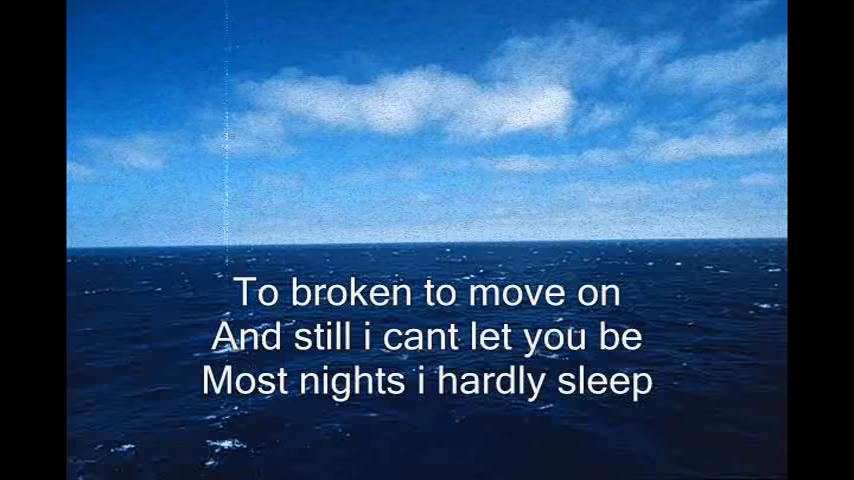 To broken to move on
And still i cant let you be
Most nights i hardly sleep